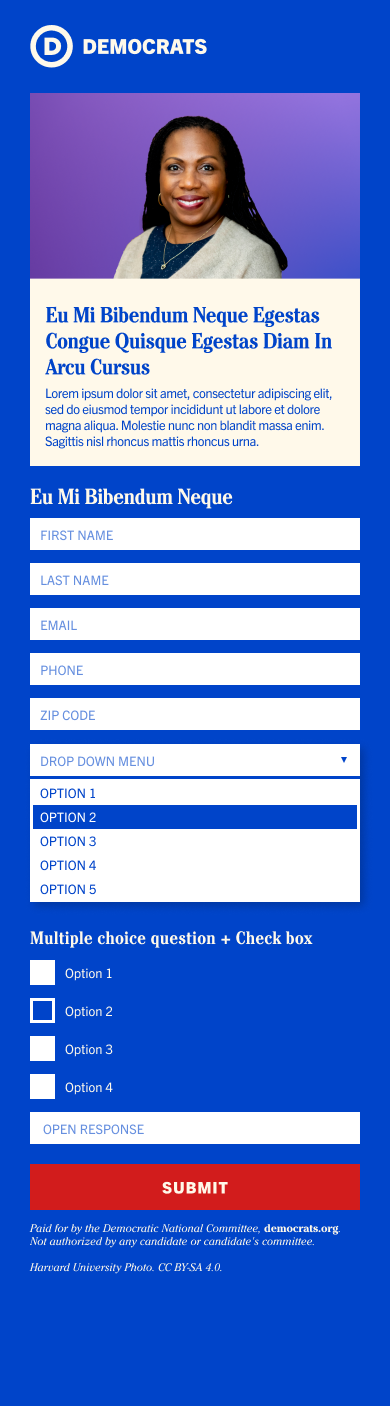 D DEMOCRATS
Eu Mi Bibendum Neque Egestas
Congue Quisque Egestas Diam In
Arcu Cursus
Lorem ipsum dolor sit amet, consectetur adipiscing elit,
sed do eiusmod tempor incididunt ut labore et dolore
magna aliqua. Molestie nunc non blandit massa enim.
Sagittis nisl rhoncus mattis rhoncus urna.
Eu Mi Bibendum Neque
FIRST NAME
LAST NAME
EMAIL
PHONE
ZIP CODE
DROP DOWN MENU
OPTION 1
OPTION 2
OPTION 3
OPTION 4
OPTION 5
Multiple choice question + Check box
Option 1
Option 2
Option 3
Option 4
OPEN RESPONSE
SUBMIT
Paid for by the Democratic National Committee, democrats.org.
Not authorized by any candidate or candidate's committee.
Harvard University Photo. CC BY-SA 4.0.